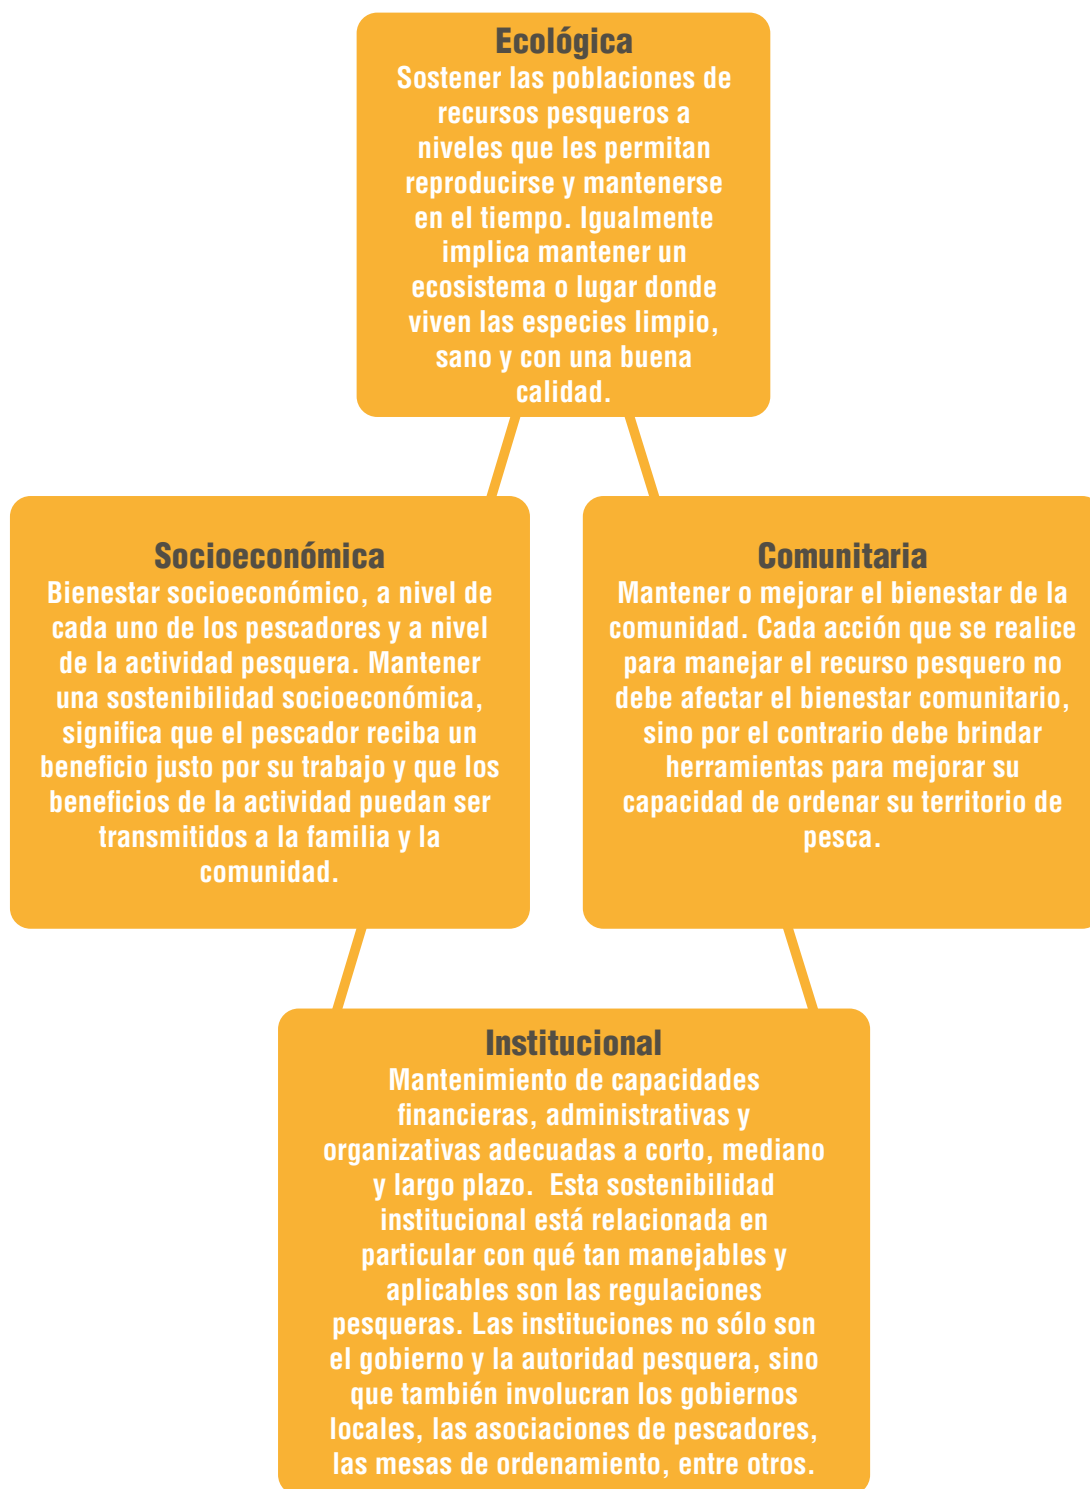 Ecológica
Sostener las poblaciones de
recursos pesqueros a
niveles que les permitan
reproducirse y mantenerse
en el tiempo. Igualmente
implica mantener un
ecosistema o lugar donde
viven las especies limpio,
sano y con una buena
calidad.
Socioeconómica
Bienestar socioeconómico, a nivel de
cada uno de los pescadores y a nivel
de la actividad pesquera. Mantener
una sostenibilidad socioeconómica,
significa que el pescador reciba un
beneficio justo por su trabajo y que los
beneficios de la actividad puedan ser
transmitidos a la familia y la
comunidad.
Comunitaria
Mantener o mejorar el bienestar de la
comunidad. Cada acción que se realice
para manejar el recurso pesquero no
debe afectar el bienestar comunitario,
sino por el contrario debe brindar
herramientas para mejorar su
capacidad de ordenar su territorio de
pesca.
Institucional
Mantenimiento de capacidades
financieras, administrativas y
organizativas adecuadas a corto, mediano
y largo plazo.  Esta sostenibilidad
institucional está relacionada en
particular con qué tan manejables y
aplicables son las regulaciones
pesqueras. Las instituciones no sólo son
el gobierno y la autoridad pesquera, sino
que también involucran los gobiernos
locales, las asociaciones de pescadores,
las mesas de ordenamiento, entre otros.